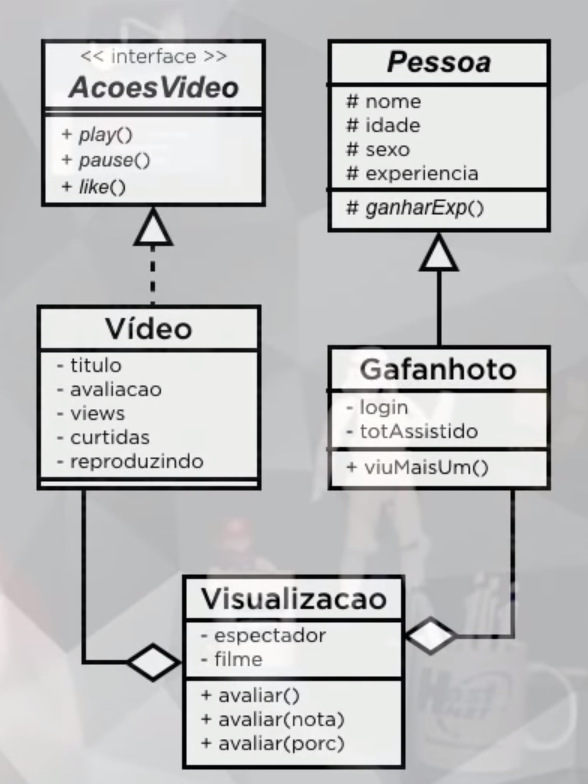 << interface >>
AcoesVideo
+ play()
+ pause()
+ like()
Pessoa
# nome
# idade
# sexo
# experiencia
# ganharExp()
Vídeo
- titulo
- avaliacao
- views
- curtidas
- reproduzindo
Gafanhoto
- login
- totAssistido
+ viuMaisUm()
Visualizacao
- espectador
- filme
+ avaliar()
+ avaliar(nota)
+ avaliar(porc)